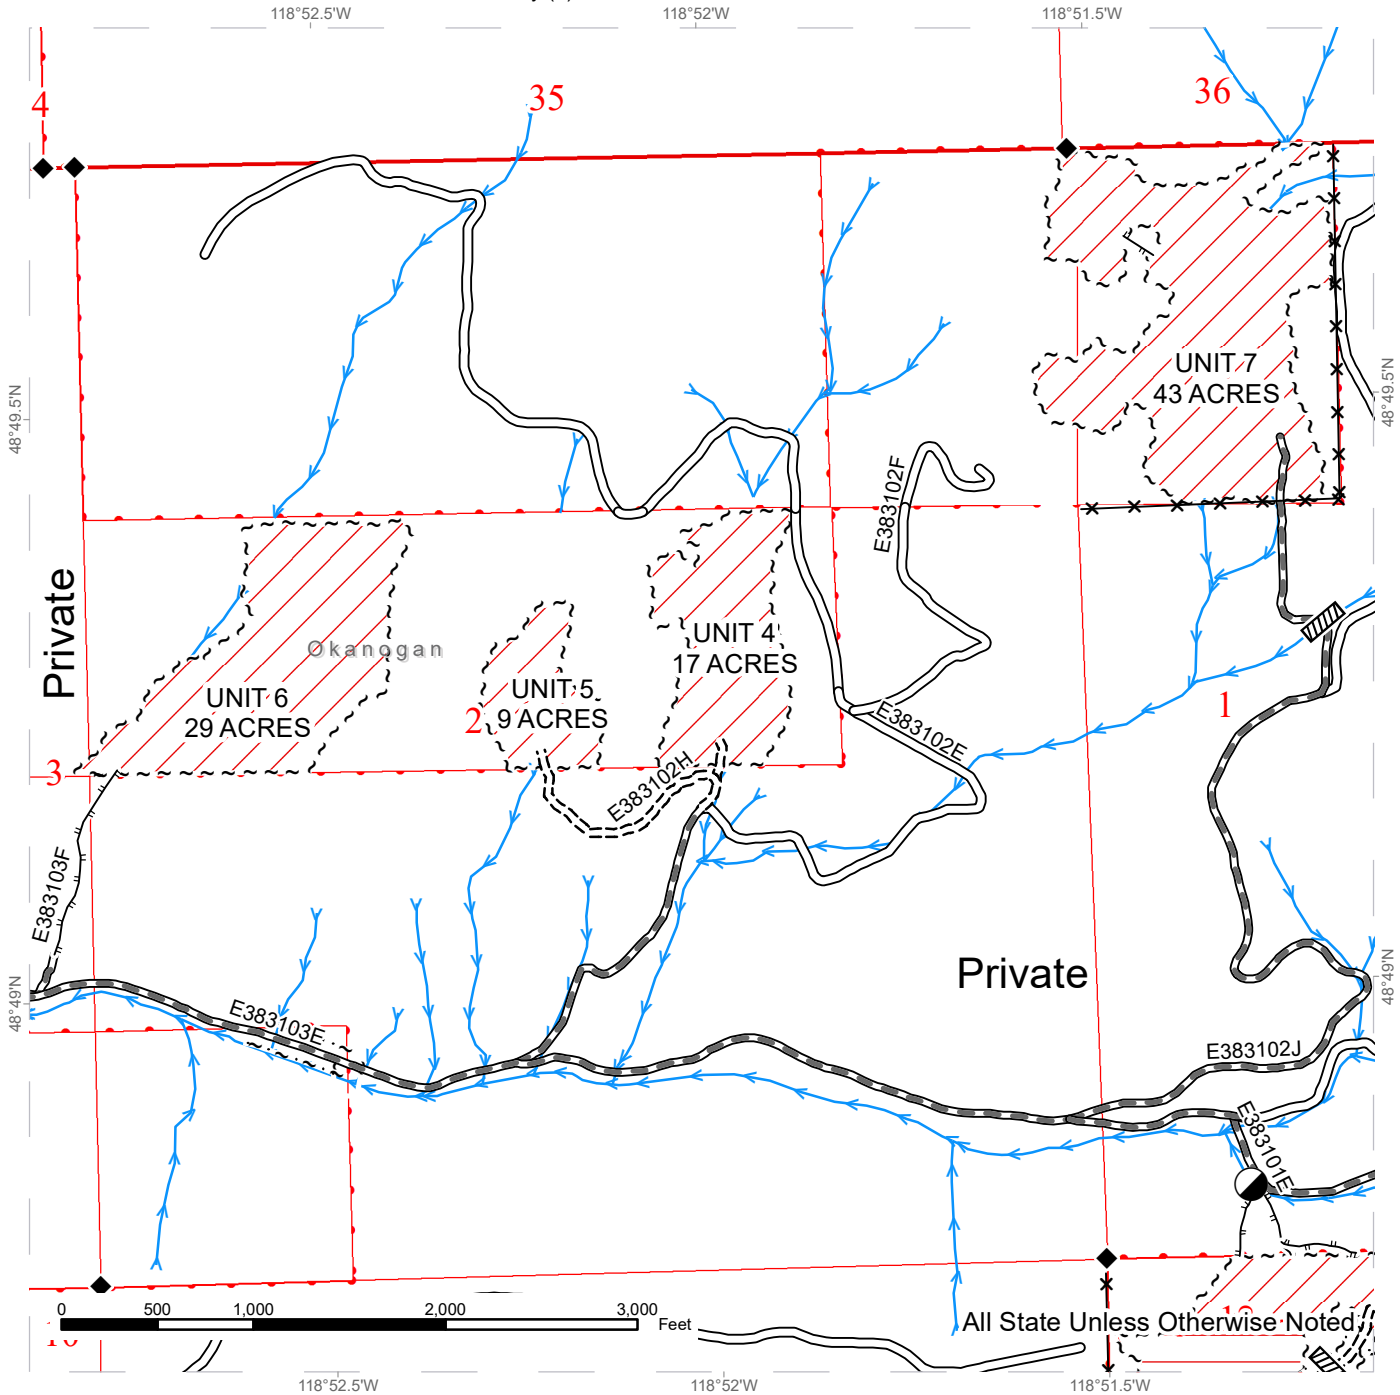 118°52.5'W
118°52'W
118°51.5'W
4
35
36
48°49.5'N
48°49.5'N
UNIT 7
43 ACRES
E383102F
Private
Okanogan
UNIT 4
17 ACRES
UNIT 6
29 ACRES
2
UNIT 5
9 ACRES
1
E383102E
3
E383102H
E383103F
Private
48°49'N
48°49'N
E383103E
E383102J
E383101E
0
500
1,000
2,000
3,000
Feet
All State Unless Otherwise Noted
118°52.5'W
118°52'W
118°51.5'W